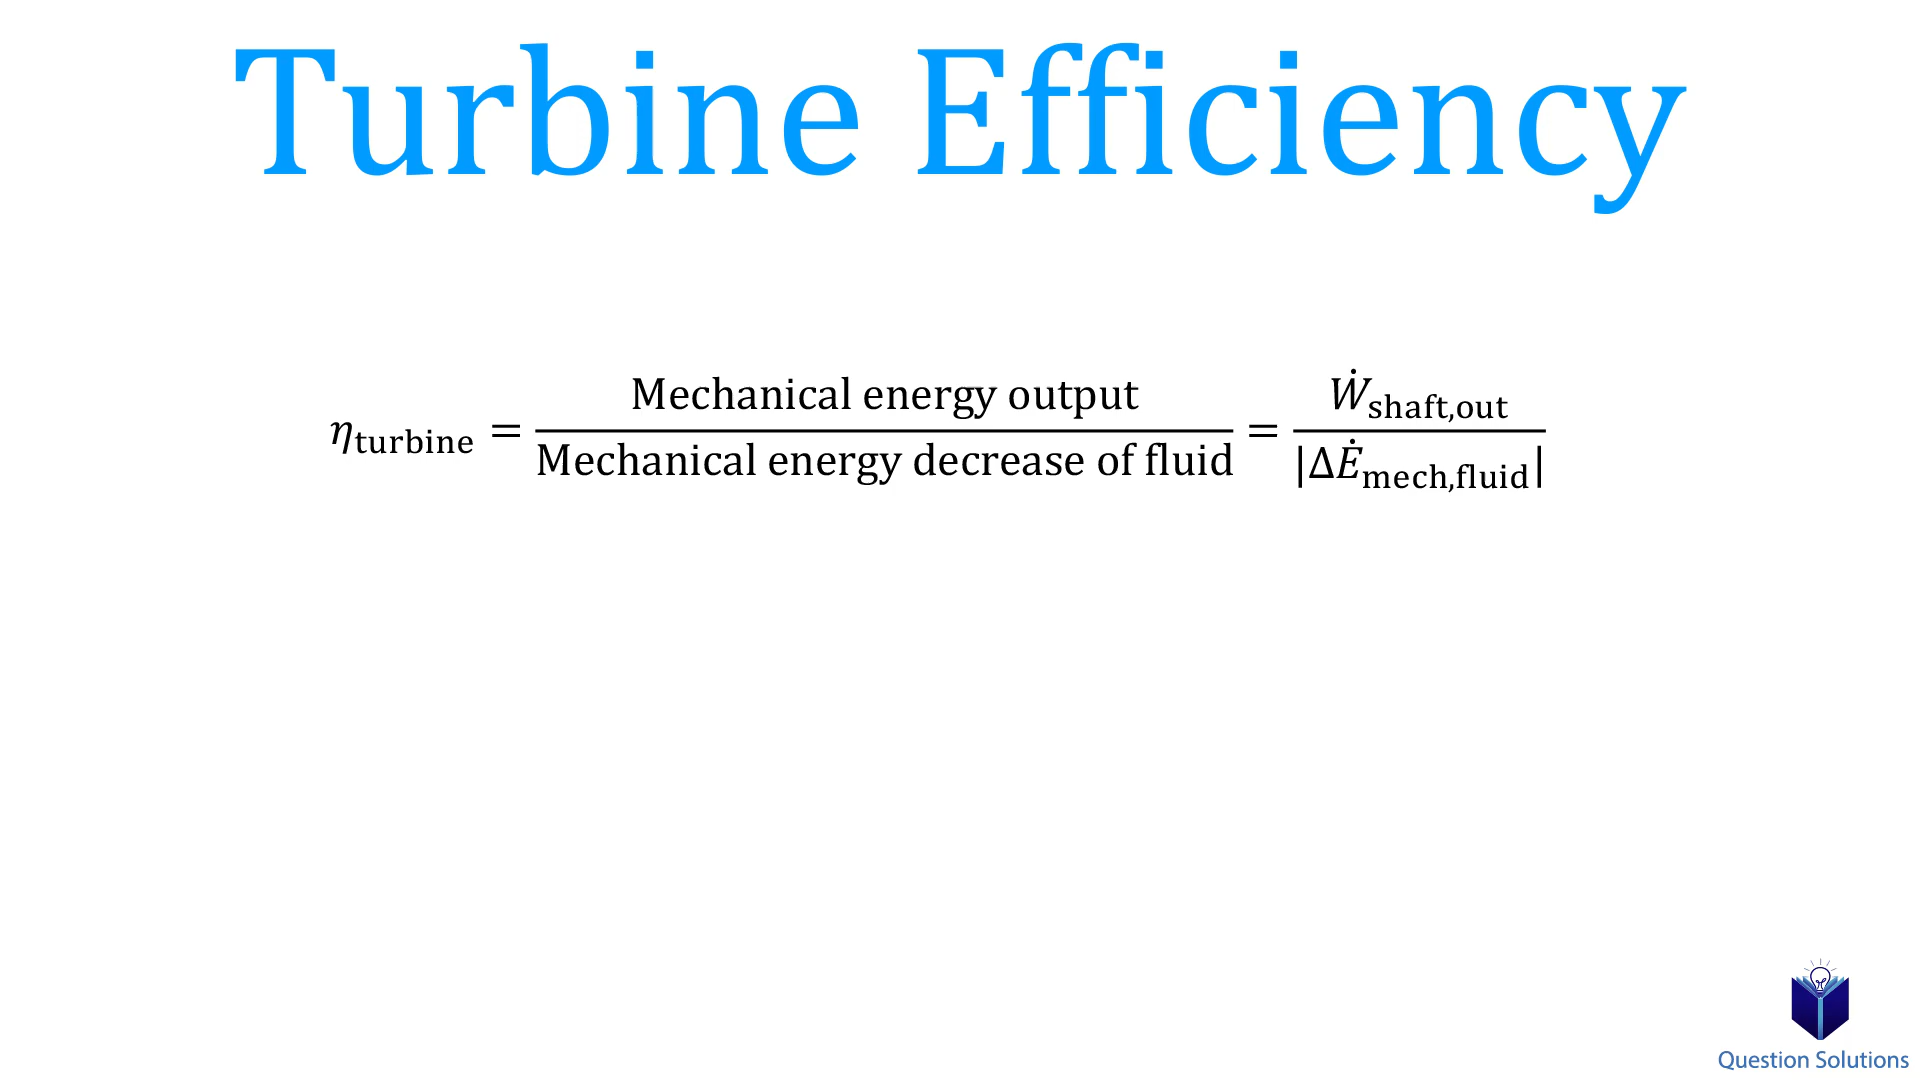 Turbine Efficiency
η_turbine = Mechanical energy output / Mechanical energy decrease of fluid = Ẇ_shaft,out / |ΔĖ_mech,fluid|
Question Solutions